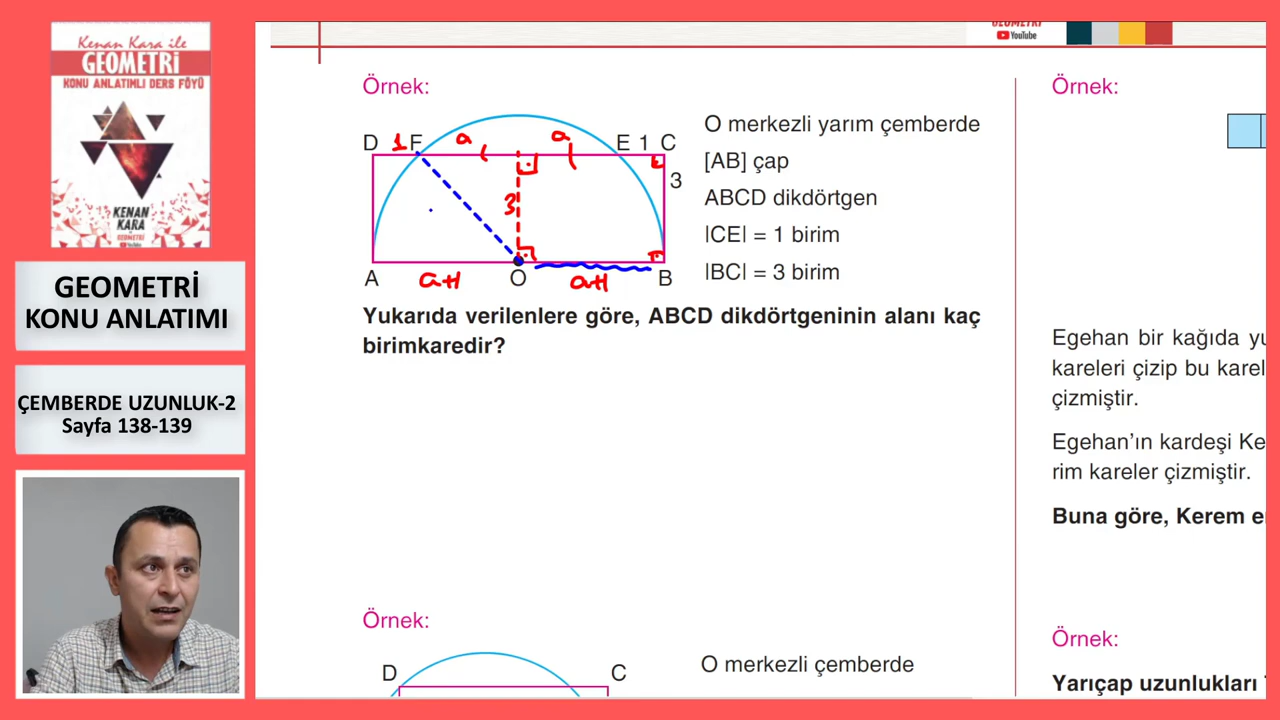 Kenan Kara ile
GEOMETRİ
KONU ANLATIMLI DERS FÖYÜ
KENAN
KARA
GEOMETRİ KONU ANLATIMI
ÇEMBERDE UZUNLUK-2
Sayfa 138-139
GEOMETRİ
YouTube
Örnek:
D 1 F a a E 1 C
3
3
A a+1 O a+1 B
O merkezli yarım çemberde
[AB] çap
ABCD dikdörtgen
|CE| = 1 birim
|BC| = 3 birim
Yukarıda verilenlere göre, ABCD dikdörtgeninin alanı kaç
birimkaredir?
Örnek:
D C
O merkezli çemberde
Örnek:
Egehan bir kağıda yu
kareleri çizip bu karel
çizmiştir.
Egehan'ın kardeşi Ke
rim kareler çizmiştir.
Buna göre, Kerem e
Örnek:
Yarıçap uzunlukları